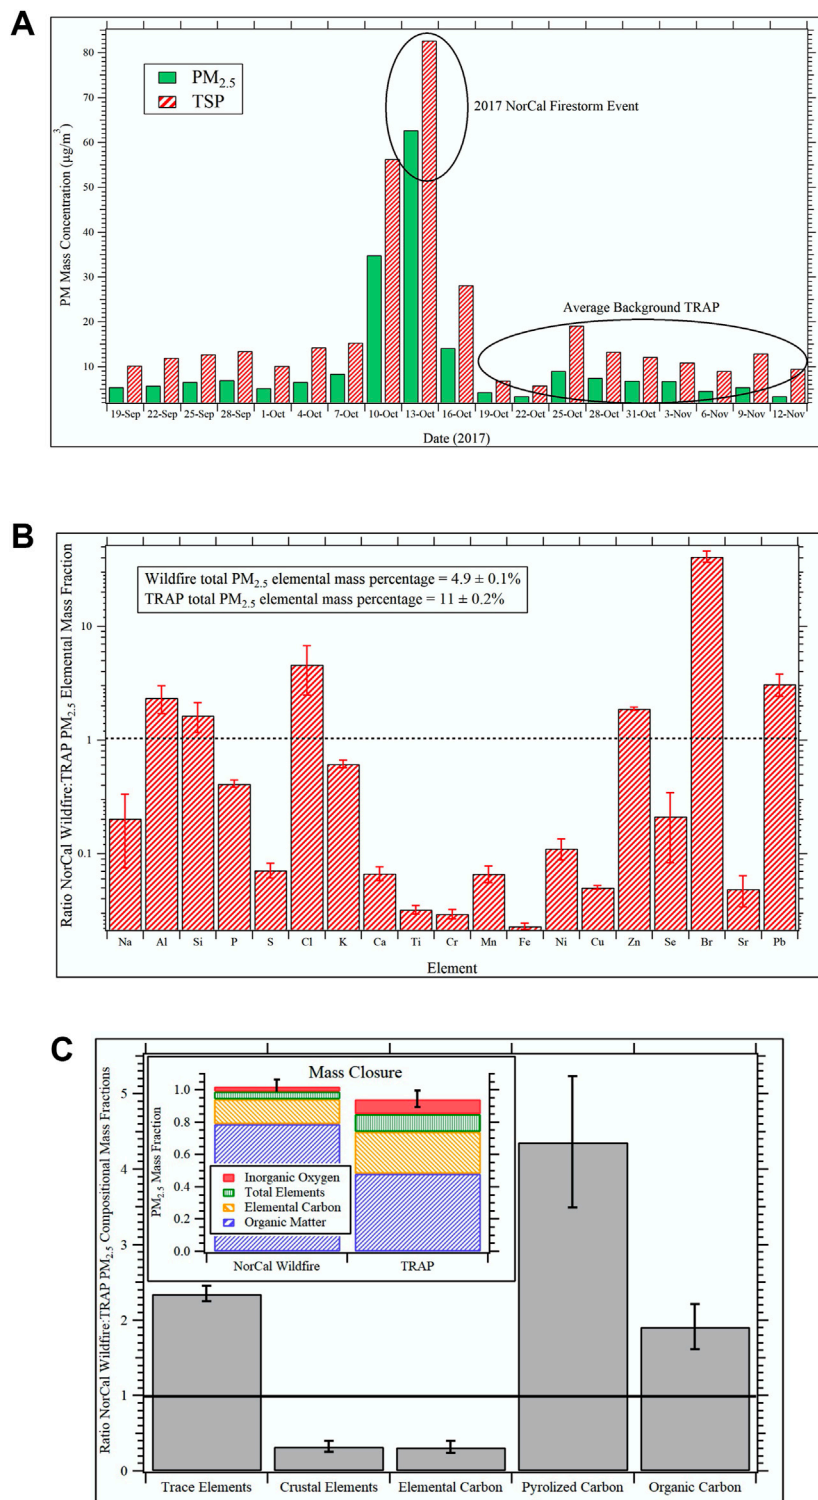 A
PM2.5
TSP
2017 NorCal Firestorm Event
Average Background TRAP
PM Mass Concentration (μg/m3)
80
70
60
50
40
30
20
10
19-Sep 22-Sep 25-Sep 28-Sep 1-Oct 4-Oct 7-Oct 10-Oct 13-Oct 16-Oct 19-Oct 22-Oct 25-Oct 28-Oct 31-Oct 3-Nov 6-Nov 9-Nov 12-Nov
Date (2017)
B
Wildfire total PM2.5 elemental mass percentage = 4.9 ± 0.1%
TRAP total PM2.5 elemental mass percentage = 11 ± 0.2%
Ratio NorCal Wildfire:TRAP PM2.5 Elemental Mass Fraction
10
1
0.1
Na Al Si P S Cl K Ca Ti Cr Mn Fe Ni Cu Zn Se Br Sr Pb
Element
C
Mass Closure
PM2.5 Mass Fraction
1.0
0.8
0.6
0.4
0.2
0.0
Inorganic Oxygen
Total Elements
Elemental Carbon
Organic Matter
NorCal Wildfire TRAP
Ratio NorCal Wildfire:TRAP PM2.5 Compositional Mass Fractions
5
4
3
2
1
0
Trace Elements Crustal Elements Elemental Carbon Pyrolized Carbon Organic Carbon